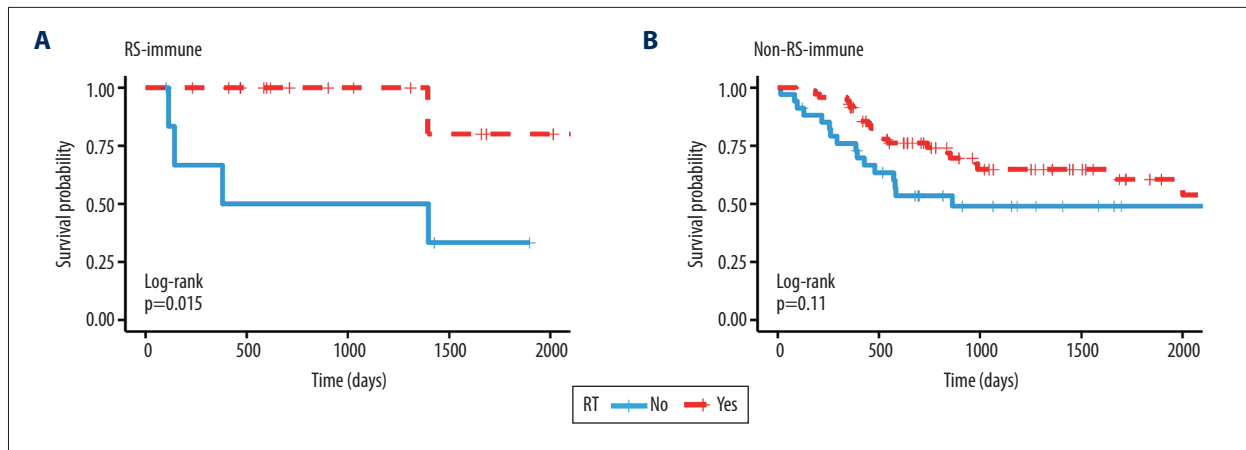 A
RS-immune
1.00
0.75
0.50
0.25
0.00
Survival probability
Log-rank
p=0.015
0 500 1000 1500 2000
Time (days)
B
Non-RS-immune
1.00
0.75
0.50
0.25
0.00
Survival probability
Log-rank
p=0.11
0 500 1000 1500 2000
Time (days)
RT No Yes